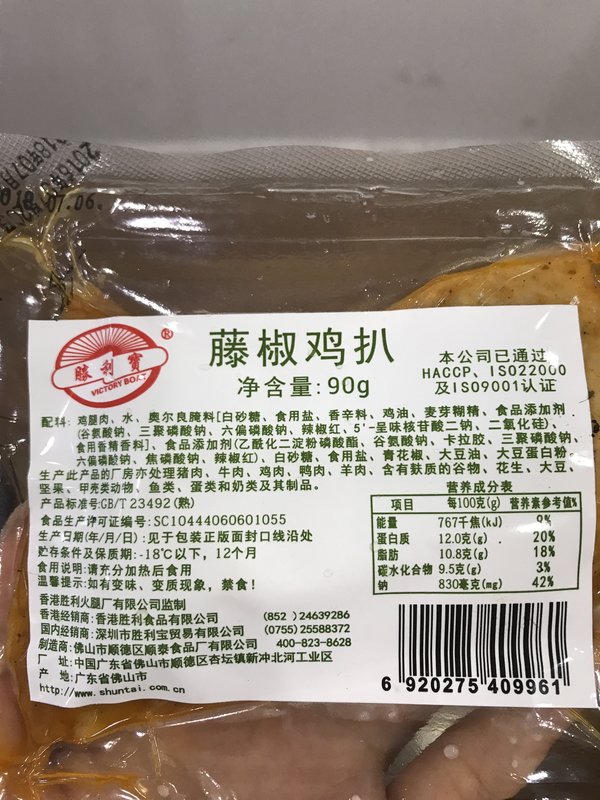 2018.07.06.
勝利寶
VICTORY BOAT
®
藤椒鸡扒
净含量:90g
本公司已通过
HACCP、ISO22000
及ISO9001认证
配料: 鸡腿肉、水、奥尔良腌料[白砂糖、食用盐、香辛料、鸡油、麦芽糊精、食品添加剂
(谷氨酸钠、三聚磷酸钠、六偏磷酸钠、辣椒红、5'-呈味核苷酸二钠、二氧化硅)、
食用香精香料]、食品添加剂(乙酰化二淀粉磷酸酯、谷氨酸钠、卡拉胶、三聚磷酸钠、
六偏磷酸钠、焦磷酸钠、辣椒红)、白砂糖、食用盐、青花椒、大豆油、大豆蛋白粉。
生产此产品的厂房亦处理猪肉、牛肉、鸡肉、鸭肉、羊肉、含有麸质的谷物、花生、大豆、
坚果、甲壳类动物、鱼类、蛋类和奶类及其制品。
产品标准号:GB/T 23492(熟)
食品生产许可证编号:SC10444060601055
生产日期(年/月/日):见于包装正版面封口线沿处
贮存条件及保质期:-18℃以下, 12个月
食用说明:请充分加热后食用
温馨提示:如有变味、变质现象, 禁食!
营养成分表
项目 每100克(g) 营养素参考值%
能量 767千焦(kJ) 9%
蛋白质 12.0克(g) 20%
脂肪 10.8克(g) 18%
碳水化合物 9.5克(g) 3%
钠 830毫克(mg) 42%
香港胜利火腿厂有限公司监制
香港经销商:香港胜利食品有限公司 (852)24639286
国内经销商:深圳市胜利宝贸易有限公司 (0755)25588372
制造商:佛山市顺德区顺泰食品厂有限公司 400-823-8628
厂 址:中国广东省佛山市顺德区杏坛镇新冲北河工业区
产 地:广东省佛山市
http://www.shuntai.com.cn
6 920275 409961